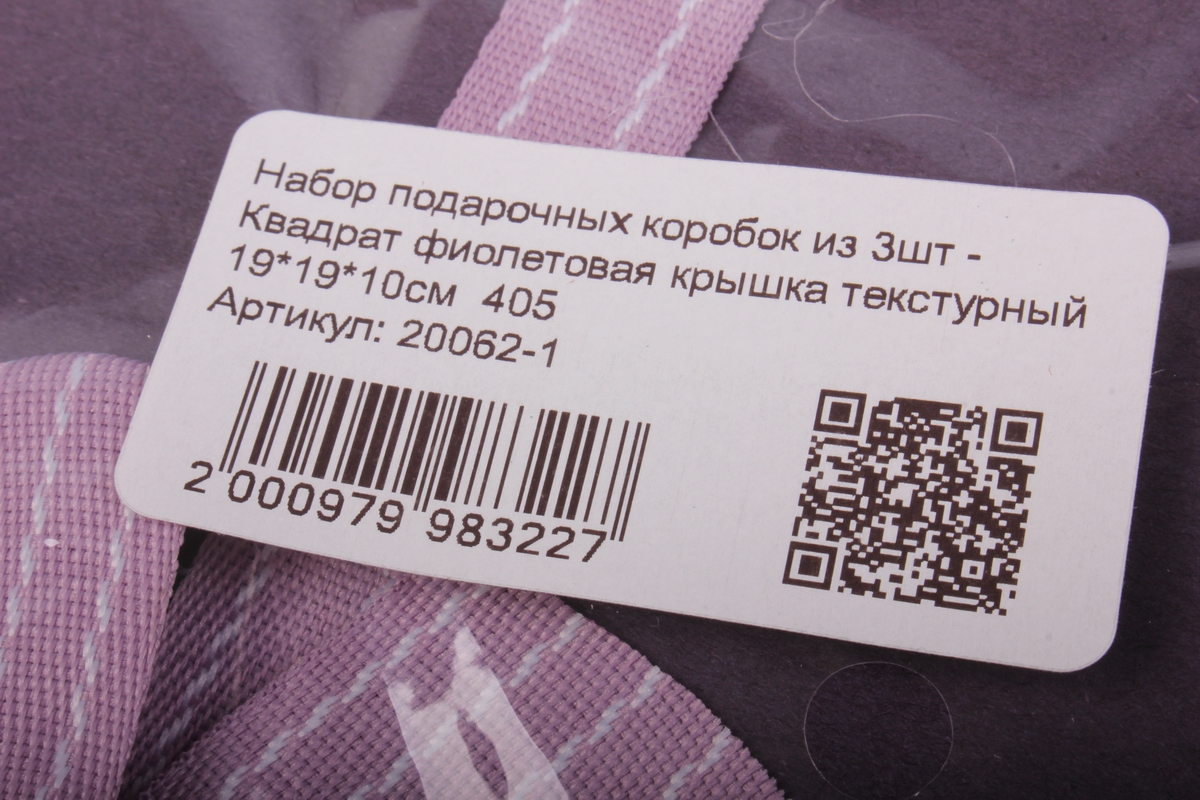 Набор подарочных коробок из 3шт -
Квадрат фиолетовая крышка текстурный
19*19*10см 405
Артикул: 20062-1
2 000979 983227